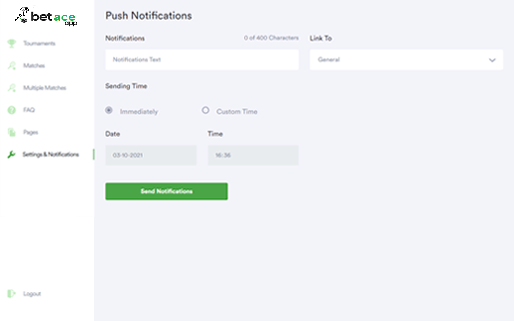 betace
app
Tournaments
Matches
Multiple Matches
FAQ
Pages
Settings & Notifications
Logout
Push Notifications
Notifications 0 of 400 Characters Link To
Notifications Text General
Sending Time
Immediately Custom Time
Date Time
03-10-2021 16:36
Send Notifications